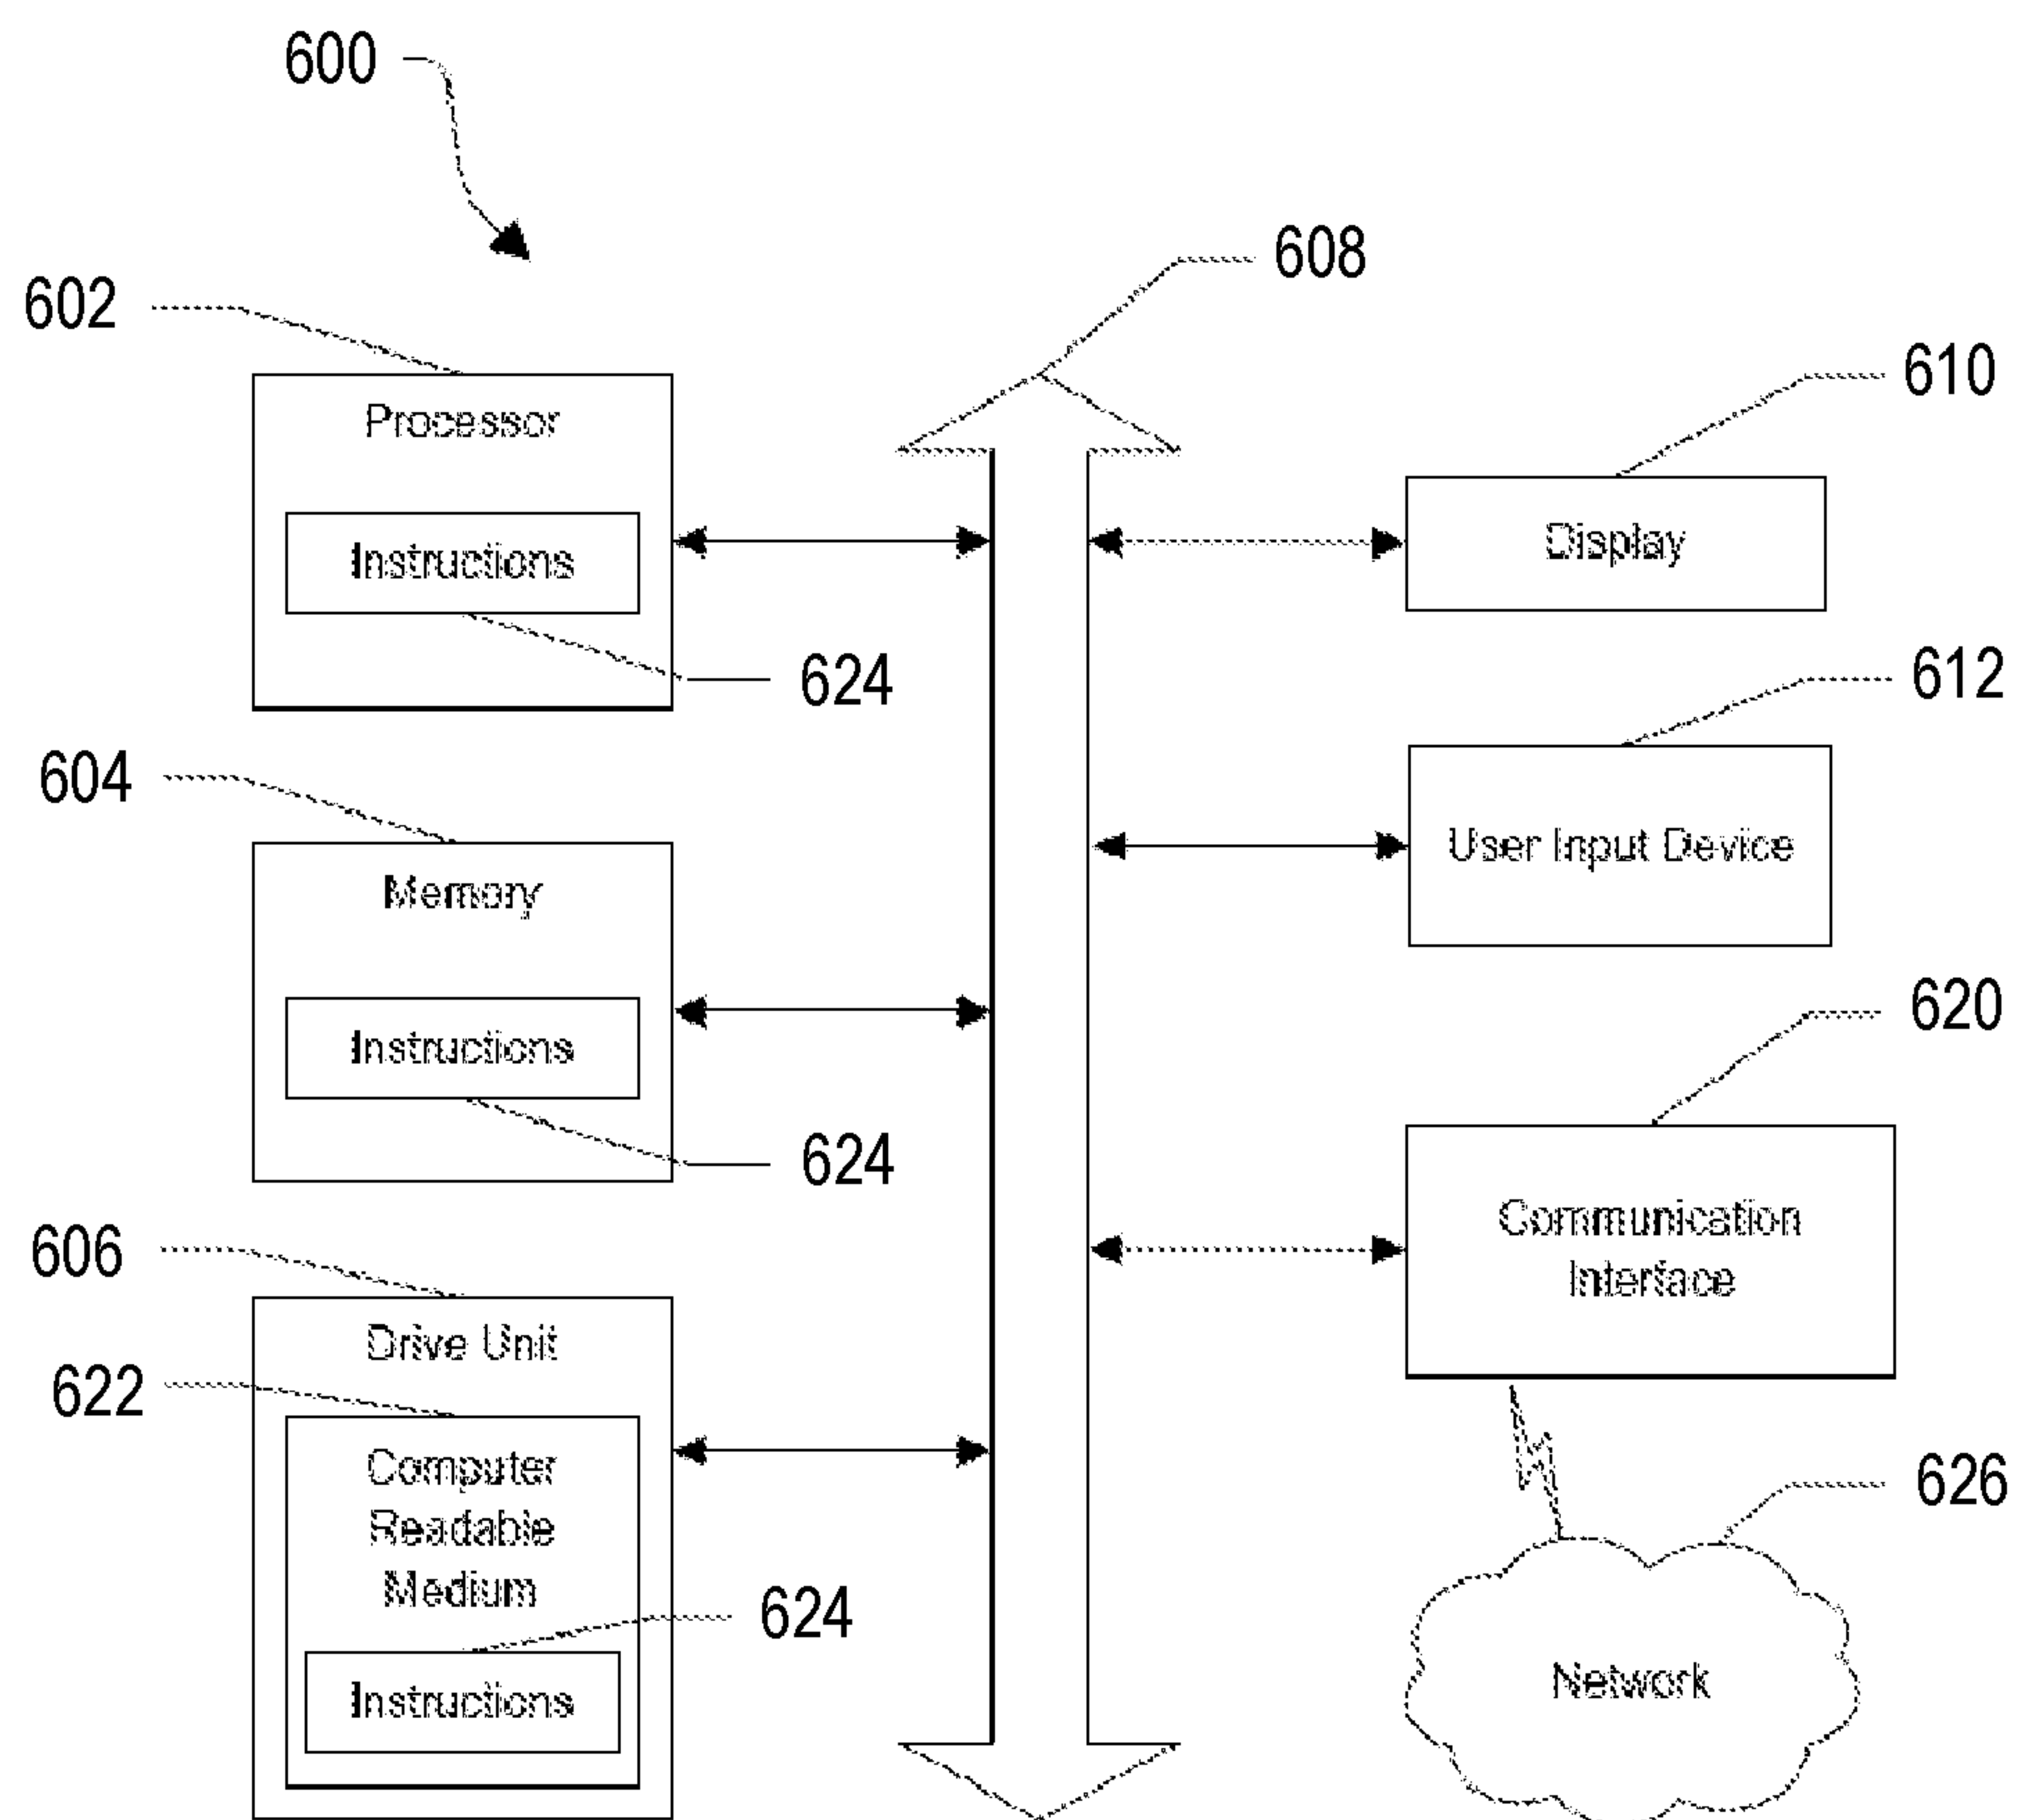 600
608
602
610
Processor
Instructions
Display
624
612
604
User Input Device
Memory
620
Instructions
624
Communication
Interface
606
Drive Unit
622
Computer
Readable
Medium
626
624
Instructions
Network